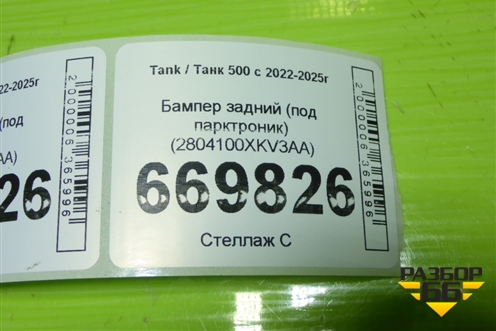 22-2025г
(под
АА)
26
2000006365996
Tank / Танк 500 с 2022-2025г
Бампер задний (под
парктроник)
(2804100XKV3AA)
669826
Стеллаж С
2000006365996
РАЗБОР
66